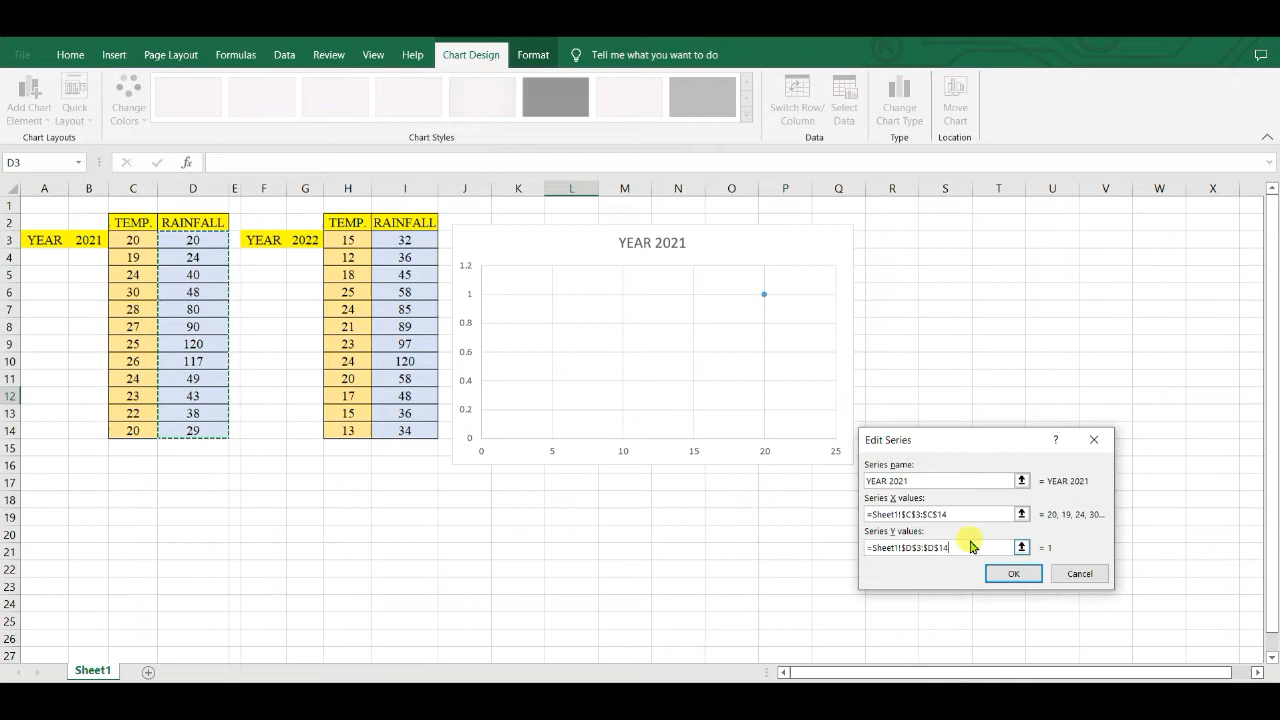 File Home Insert Page Layout Formulas Data Review View Help Chart Design Format Tell me what you want to do
Add Chart Element Quick Layout Change Colors Switch Row/ Column Select Data Change Chart Type Move Chart
Chart Layouts Chart Styles Data Type Location
D3 fx
A B C D E F G H I J K L M N O P Q R S T U V W X
1
2 TEMP. RAINFALL TEMP. RAINFALL
3 YEAR 2021 20 20 YEAR 2022 15 32
4 19 24 12 36
5 24 40 18 45
6 30 48 25 58
7 28 80 24 85
8 27 90 21 89
9 25 120 23 97
10 26 117 24 120
11 24 49 20 58
12 23 43 17 48
13 22 38 15 36
14 20 29 13 34
15
16
17
18
19
20
21
22
23
24
25
26
27
YEAR 2021
1.2
1
0.8
0.6
0.4
0.2
0
0 5 10 15 20 25
Edit Series ?
Series name:
YEAR 2021 = YEAR 2021
Series X values:
=Sheet1!$C$3:$C$14 = 20, 19, 24, 30...
Series Y values:
=Sheet1!$D$3:$D$14 = 1
OK Cancel
Sheet1